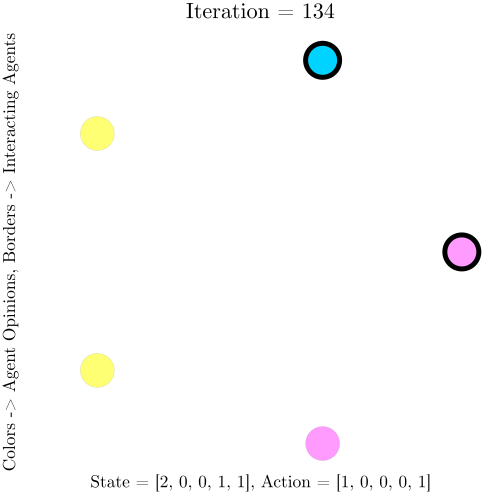 Iteration = 134
Colors -> Agent Opinions, Borders -> Interacting Agents
State = [2, 0, 0, 1, 1], Action = [1, 0, 0, 0, 1]